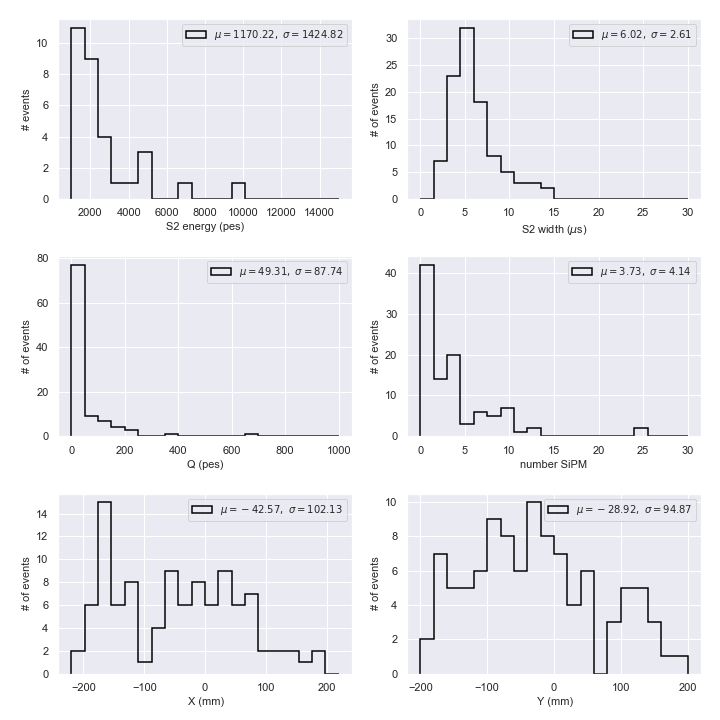 μ = 1170.22, σ = 1424.82
10
8
6
4
2
0
# events
2000 4000 6000 8000 10000 12000 14000
S2 energy (pes)
μ = 6.02, σ = 2.61
30
25
20
15
10
5
0
# of events
0 5 10 15 20 25 30
S2 width (μs)
μ = 49.31, σ = 87.74
80
60
40
20
0
# of events
0 200 400 600 800 1000
Q (pes)
μ = 3.73, σ = 4.14
40
30
20
10
0
# of events
0 5 10 15 20 25 30
number SiPM
μ = −42.57, σ = 102.13
14
12
10
8
6
4
2
0
# of events
−200 −100 0 100 200
X (mm)
μ = −28.92, σ = 94.87
10
8
6
4
2
0
# of events
−200 −100 0 100 200
Y (mm)